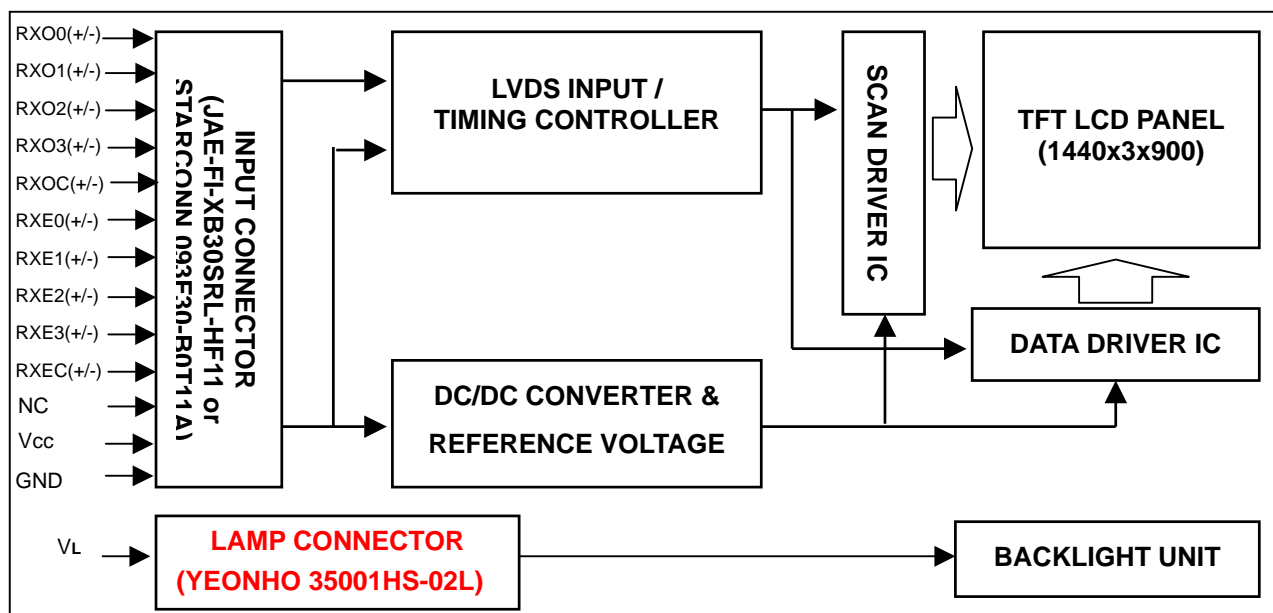 RXO0(+/-)
RXO1(+/-)
RXO2(+/-)
RXO3(+/-)
RXOC(+/-)
RXE0(+/-)
RXE1(+/-)
RXE2(+/-)
RXE3(+/-)
RXEC(+/-)
NC
Vcc
GND
VL
INPUT CONNECTOR
(JAE-FI-XB30SRL-HF11 or
STARCONN 093F30-B0T11A)
LVDS INPUT /
TIMING CONTROLLER
SCAN DRIVER IC
TFT LCD PANEL
(1440x3x900)
DATA DRIVER IC
DC/DC CONVERTER &
REFERENCE VOLTAGE
LAMP CONNECTOR
(YEONHO 35001HS-02L)
BACKLIGHT UNIT